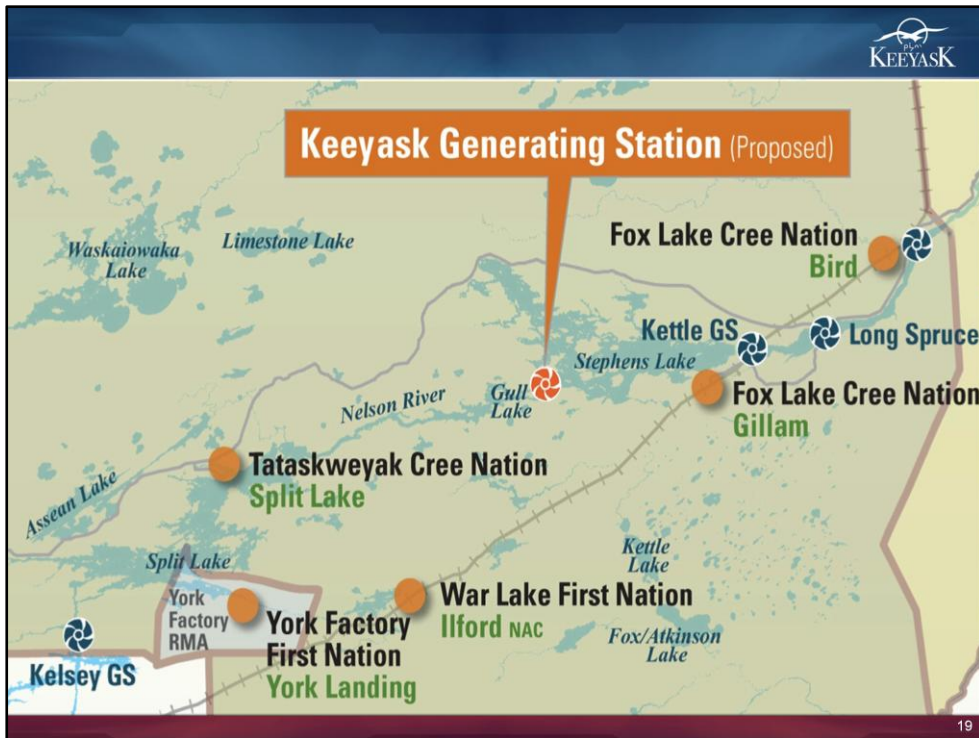 KEEYASK
Keeyask Generating Station (Proposed)
Waskaiowaka
Lake
Limestone Lake
Fox Lake Cree Nation
Bird
Kettle GS
Long Spruce
Stephens Lake
Gull
Lake
Nelson River
Fox Lake Cree Nation
Gillam
Tataskweyak Cree Nation
Split Lake
Assean Lake
Split Lake
Kettle
Lake
York
Factory
RMA
War Lake First Nation
Ilford NAC
York Factory
First Nation
York Landing
Fox/Atkinson
Lake
Kelsey GS
19